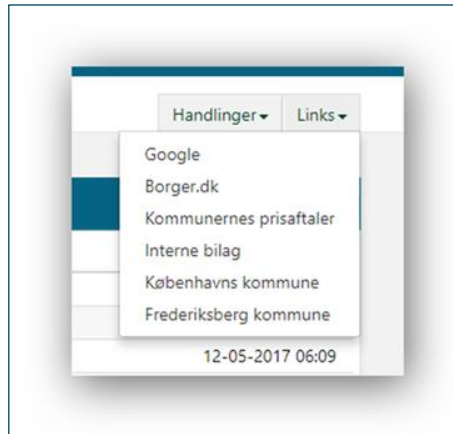 Handlinger Links
Google
Borger.dk
Kommunernes prisaftaler
Interne bilag
Københavns kommune
Frederiksberg kommune
12-05-2017 06:09